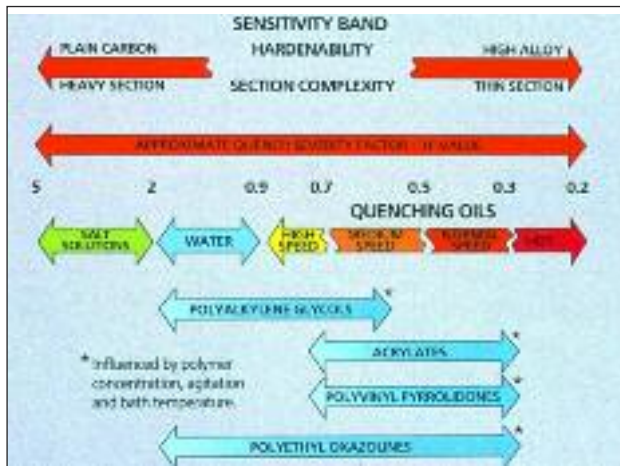 SENSITIVITY BAND
PLAIN CARBON HARDENABILITY HIGH ALLOY
HEAVY SECTION SECTION COMPLEXITY THIN SECTION
APPROXIMATE QUENCH SEVERITY FACTOR - H VALUE
5 2 0.9 0.7 0.5 0.3 0.2
QUENCHING OILS
SALT SOLUTIONS WATER HIGH SPEED MEDIUM SPEED NORMAL SPEED HOT
POLYALKYLENE GLYCOLS *
ACRYLATES *
* Influenced by polymer
concentration, agitation
and bath temperature.
POLYVINYL PYRROLIDONES *
POLYETHYL OXAZOLINES *